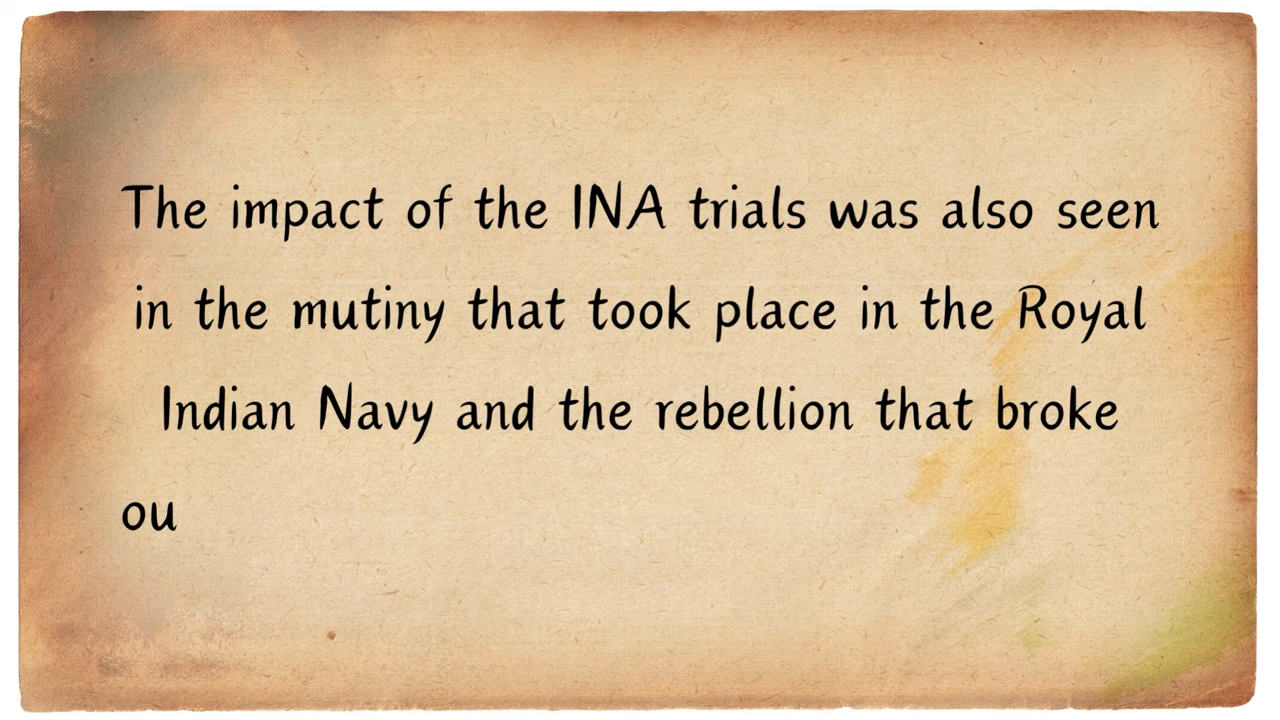 The impact of the INA trials was also seen
in the mutiny that took place in the Royal
Indian Navy and the rebellion that broke
ou